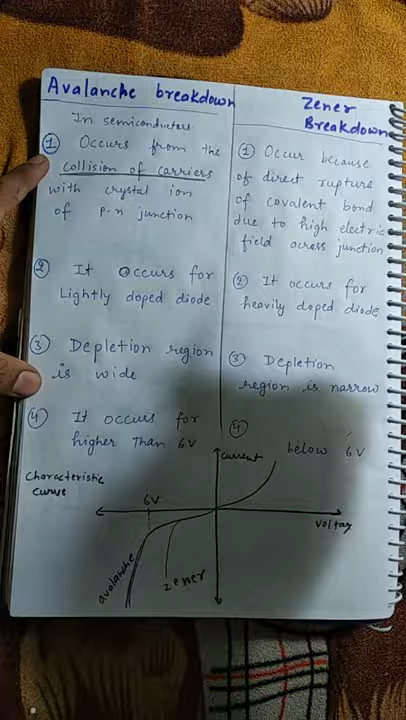 Avalanche breakdown
In semiconductors
① Occurs from the
collision of carriers
with crystal ion
of P-n junction
② It occurs for
Lightly doped diode
③ Depletion region
is wide
④ It occurs for
higher than 6V
Zener
Breakdown
① Occur because
of direct rupture
of covalent bond
due to high electric
field across junction
② It occurs for
heavily doped diode
③ Depletion
region is narrow
④
below 6V
Characteristic
curve
current
6V
voltag
avalanche
zener